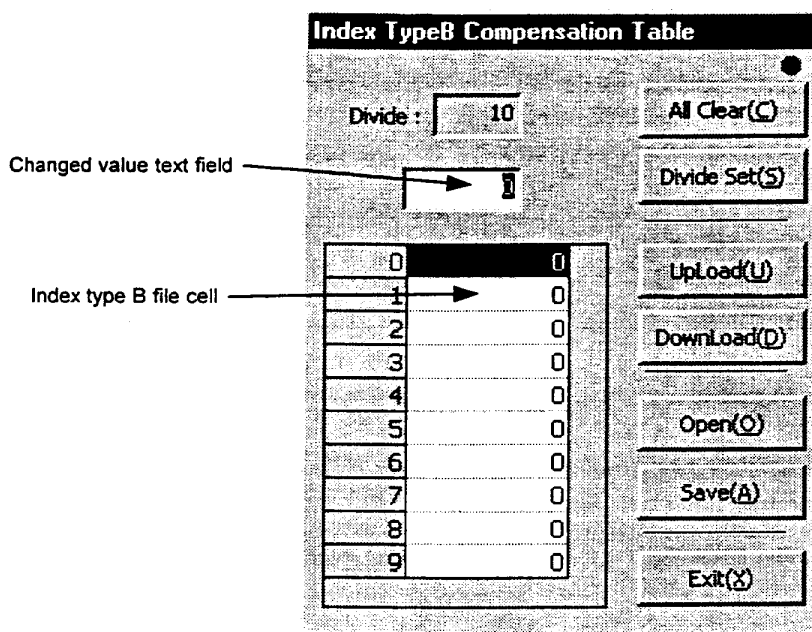 Index TypeB Compensation Table
Divide : 10
All Clear(C)
Changed value text field
0
Divide Set(S)
0 0
UpLoad(U)
Index type B file cell
1 0
2 0
DownLoad(D)
3 0
4 0
5 0
Open(O)
6 0
7 0
Save(A)
8 0
9 0
Exit(X)